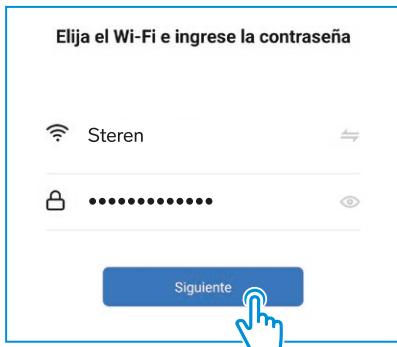 Elija el Wi-Fi e ingrese la contraseña
Steren
•••••••••••••
Siguiente